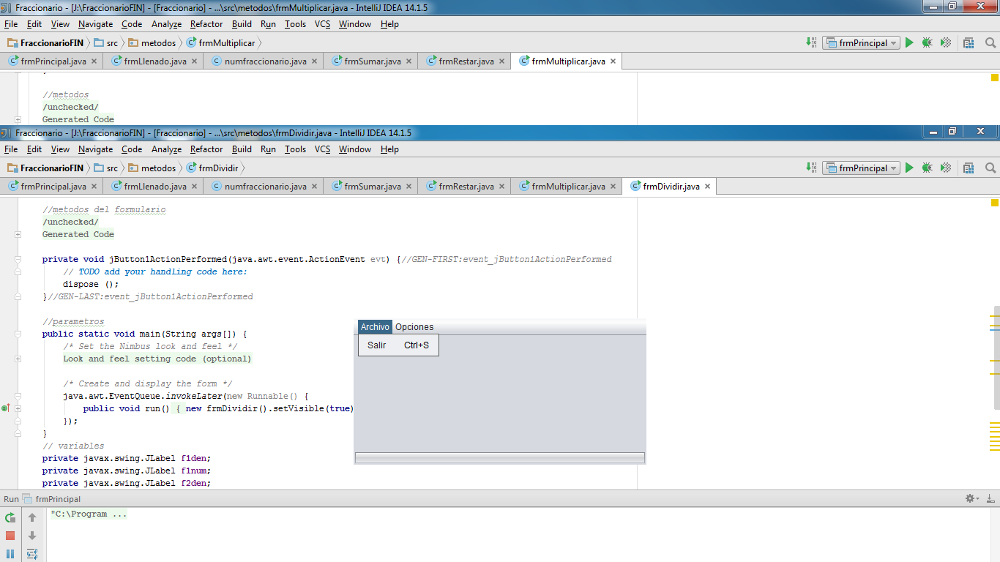 Fraccionario - [J:\FraccionarioFIN] - [Fraccionario] - ...\src\metodos\frmMultiplicar.java - IntelliJ IDEA 14.1.5
File Edit View Navigate Code Analyze Refactor Build Run Tools VCS Window Help
FraccionarioFIN src metodos frmMultiplicar frmPrincipal
frmPrincipal.java frmLlenado.java numfraccionario.java frmSumar.java frmRestar.java frmMultiplicar.java
//metodos
/unchecked/
Generated Code
Fraccionario - [J:\FraccionarioFIN] - [Fraccionario] - ...\src\metodos\frmDividir.java - IntelliJ IDEA 14.1.5
File Edit View Navigate Code Analyze Refactor Build Run Tools VCS Window Help
FraccionarioFIN src metodos frmDividir frmPrincipal
frmPrincipal.java frmLlenado.java numfraccionario.java frmSumar.java frmRestar.java frmMultiplicar.java frmDividir.java
//metodos del formulario
/unchecked/
Generated Code
private void jButton1ActionPerformed(java.awt.event.ActionEvent evt) {//GEN-FIRST:event_jButton1ActionPerformed
// TODO add your handling code here:
dispose ();
}//GEN-LAST:event_jButton1ActionPerformed
//parametros
public static void main(String args[]) {
/* Set the Nimbus look and feel */
Look and feel setting code (optional)
/* Create and display the form */
java.awt.EventQueue.invokeLater(new Runnable() {
public void run() { new frmDividir().setVisible(true)
});
}
// variables
private javax.swing.JLabel f1den;
private javax.swing.JLabel f1num;
private javax.swing.JLabel f2den;
Archivo Opciones
Salir Ctrl+S
Run frmPrincipal
"C:\Program ...